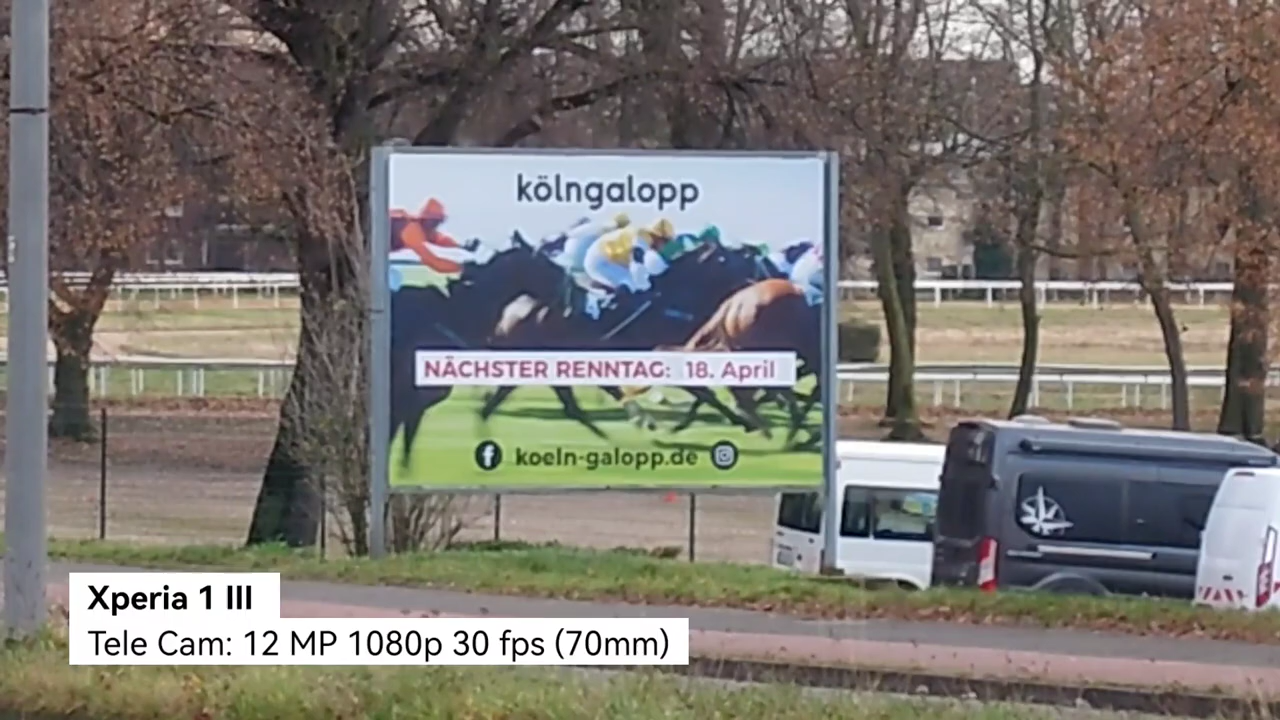 kölngalopp
NÄCHSTER RENNTAG: 18. April
koeln-galopp.de
Xperia 1 III
Tele Cam: 12 MP 1080p 30 fps (70mm)